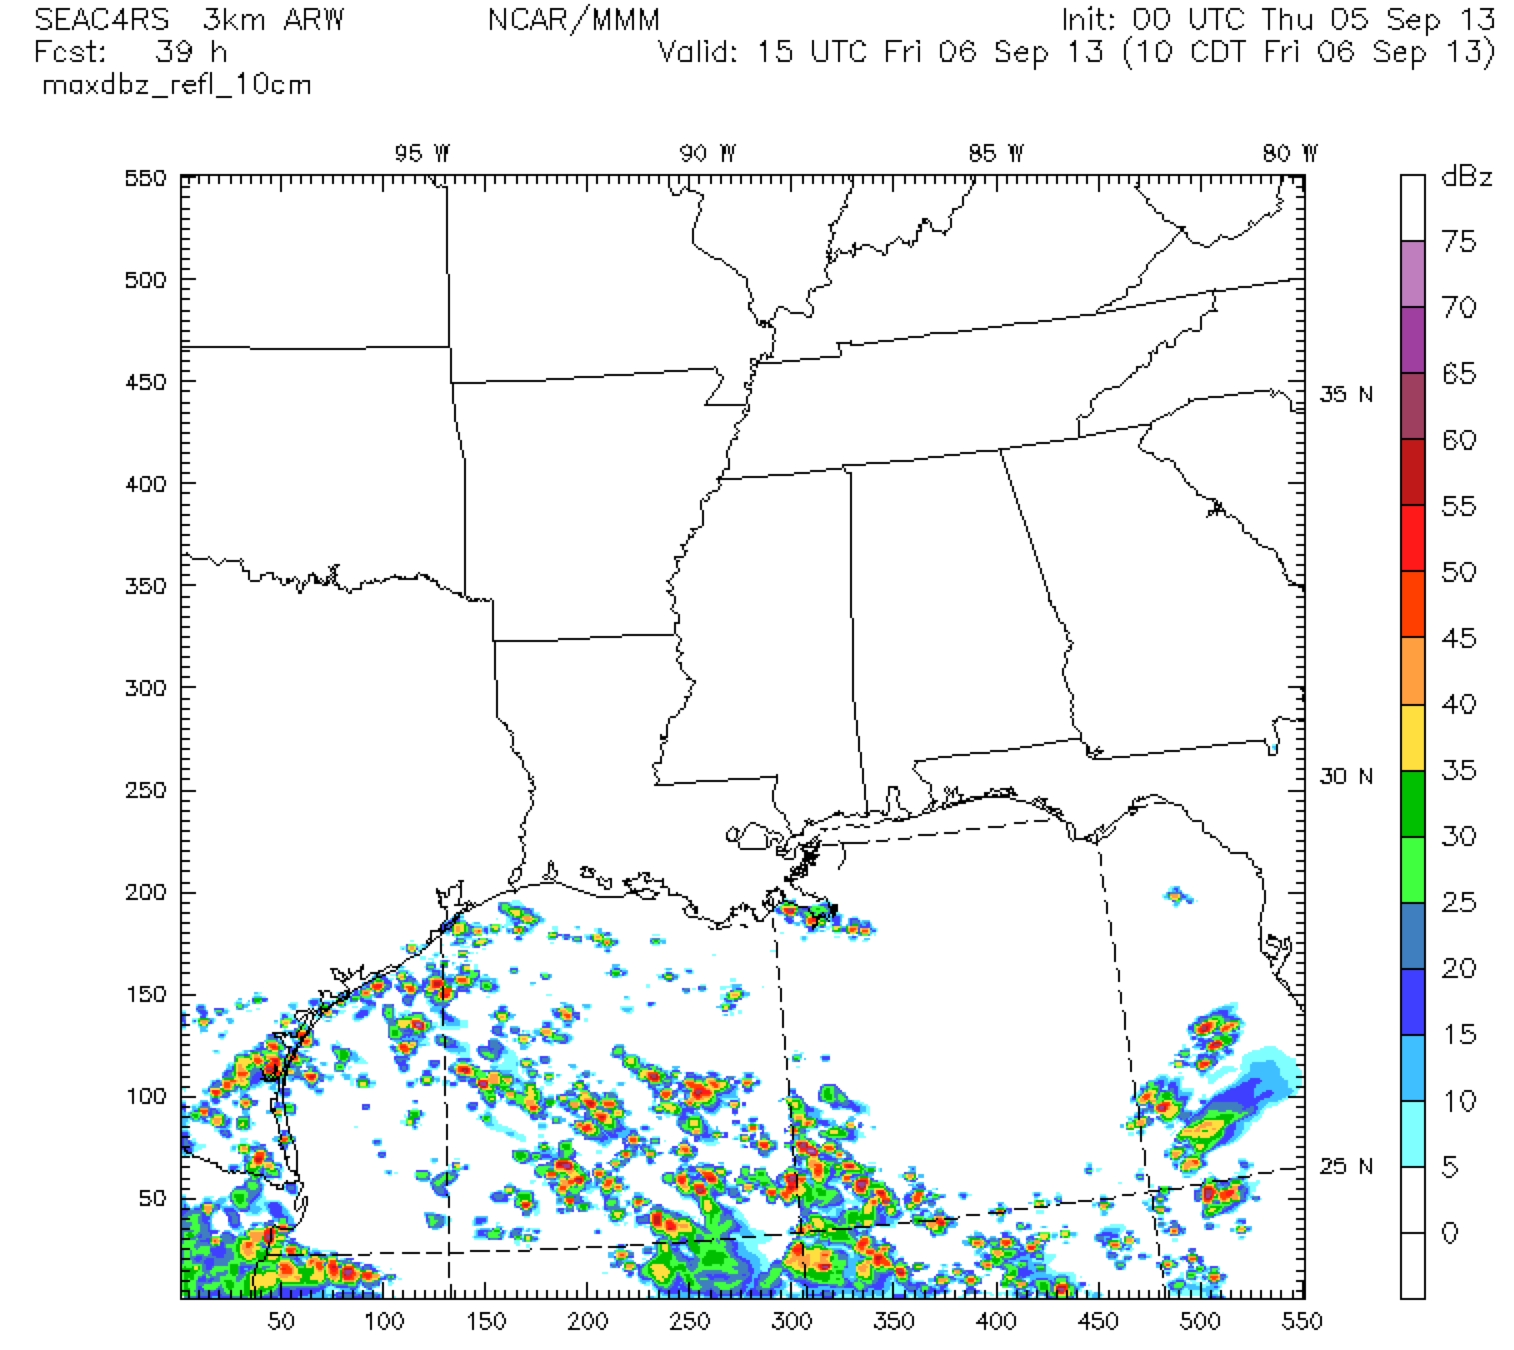 SEAC4RS 3km ARW NCAR/MMM Init: 00 UTC Thu 05 Sep 13
Fcst: 39 h Valid: 15 UTC Fri 06 Sep 13 (10 CDT Fri 06 Sep 13)
maxdbz_refl_10cm
95 W 90 W 85 W 80 W
550 dBz
75
500
70
450 65
35 N
60
400
55
350 50
45
300
40
250 30 N 35
30
200 25
20
150
15
100 10
25 N 5
50
0
50 100 150 200 250 300 350 400 450 500 550